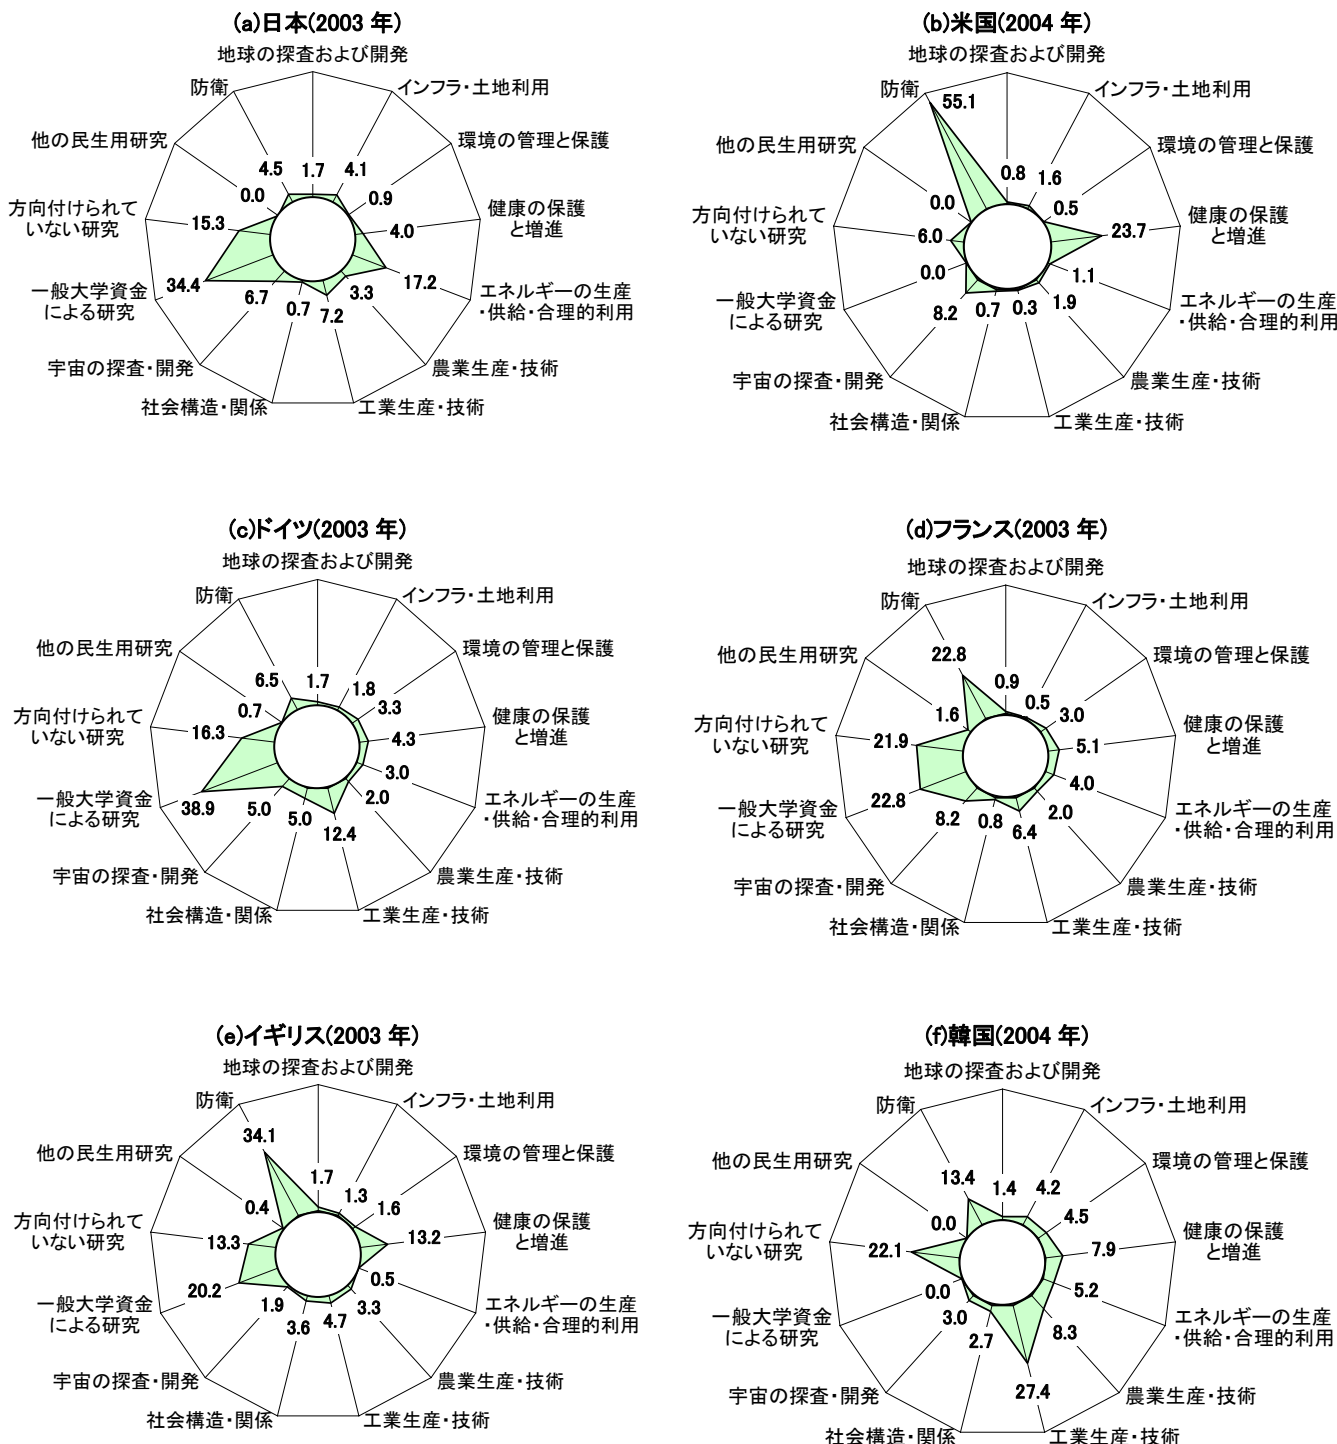 (a)日本(2003 年)
地球の探査および開発
防衛
インフラ・土地利用
他の民生用研究
環境の管理と保護
4.5
1.7
4.1
0.0
0.9
方向付けられて
いない研究
15.3
4.0
健康の保護
と増進
34.4
17.2
一般大学資金
による研究
6.7
0.7
7.2
3.3
エネルギーの生産
・供給・合理的利用
宇宙の探査・開発
農業生産・技術
社会構造・関係
工業生産・技術
(b)米国(2004 年)
地球の探査および開発
防衛
55.1
インフラ・土地利用
他の民生用研究
環境の管理と保護
0.8
1.6
0.0
0.5
方向付けられて
いない研究
6.0
23.7
健康の保護
と増進
0.0
1.1
一般大学資金
による研究
8.2
0.7
0.3
1.9
エネルギーの生産
・供給・合理的利用
宇宙の探査・開発
農業生産・技術
社会構造・関係
工業生産・技術
(c)ドイツ(2003 年)
地球の探査および開発
防衛
インフラ・土地利用
他の民生用研究
環境の管理と保護
6.5
1.7
1.8
0.7
3.3
方向付けられて
いない研究
16.3
4.3
健康の保護
と増進
3.0
一般大学資金
による研究
38.9
5.0
5.0
12.4
2.0
エネルギーの生産
・供給・合理的利用
宇宙の探査・開発
農業生産・技術
社会構造・関係
工業生産・技術
(d)フランス(2003 年)
地球の探査および開発
防衛
インフラ・土地利用
他の民生用研究
22.8
環境の管理と保護
0.9
0.5
1.6
3.0
方向付けられて
いない研究
21.9
5.1
健康の保護
と増進
4.0
一般大学資金
による研究
22.8
8.2
0.8
6.4
2.0
エネルギーの生産
・供給・合理的利用
宇宙の探査・開発
農業生産・技術
社会構造・関係
工業生産・技術
(e)イギリス(2003 年)
地球の探査および開発
防衛
インフラ・土地利用
34.1
他の民生用研究
環境の管理と保護
1.7
1.3
0.4
1.6
方向付けられて
いない研究
13.3
13.2
健康の保護
と増進
20.2
0.5
一般大学資金
による研究
1.9
3.6
4.7
3.3
エネルギーの生産
・供給・合理的利用
宇宙の探査・開発
農業生産・技術
社会構造・関係
工業生産・技術
(f)韓国(2004 年)
地球の探査および開発
防衛
インフラ・土地利用
他の民生用研究
環境の管理と保護
13.4
1.4
4.2
0.0
4.5
方向付けられて
いない研究
22.1
7.9
健康の保護
と増進
0.0
5.2
一般大学資金
による研究
3.0
2.7
27.4
8.3
エネルギーの生産
・供給・合理的利用
宇宙の探査・開発
農業生産・技術
社会構造・関係
工業生産・技術